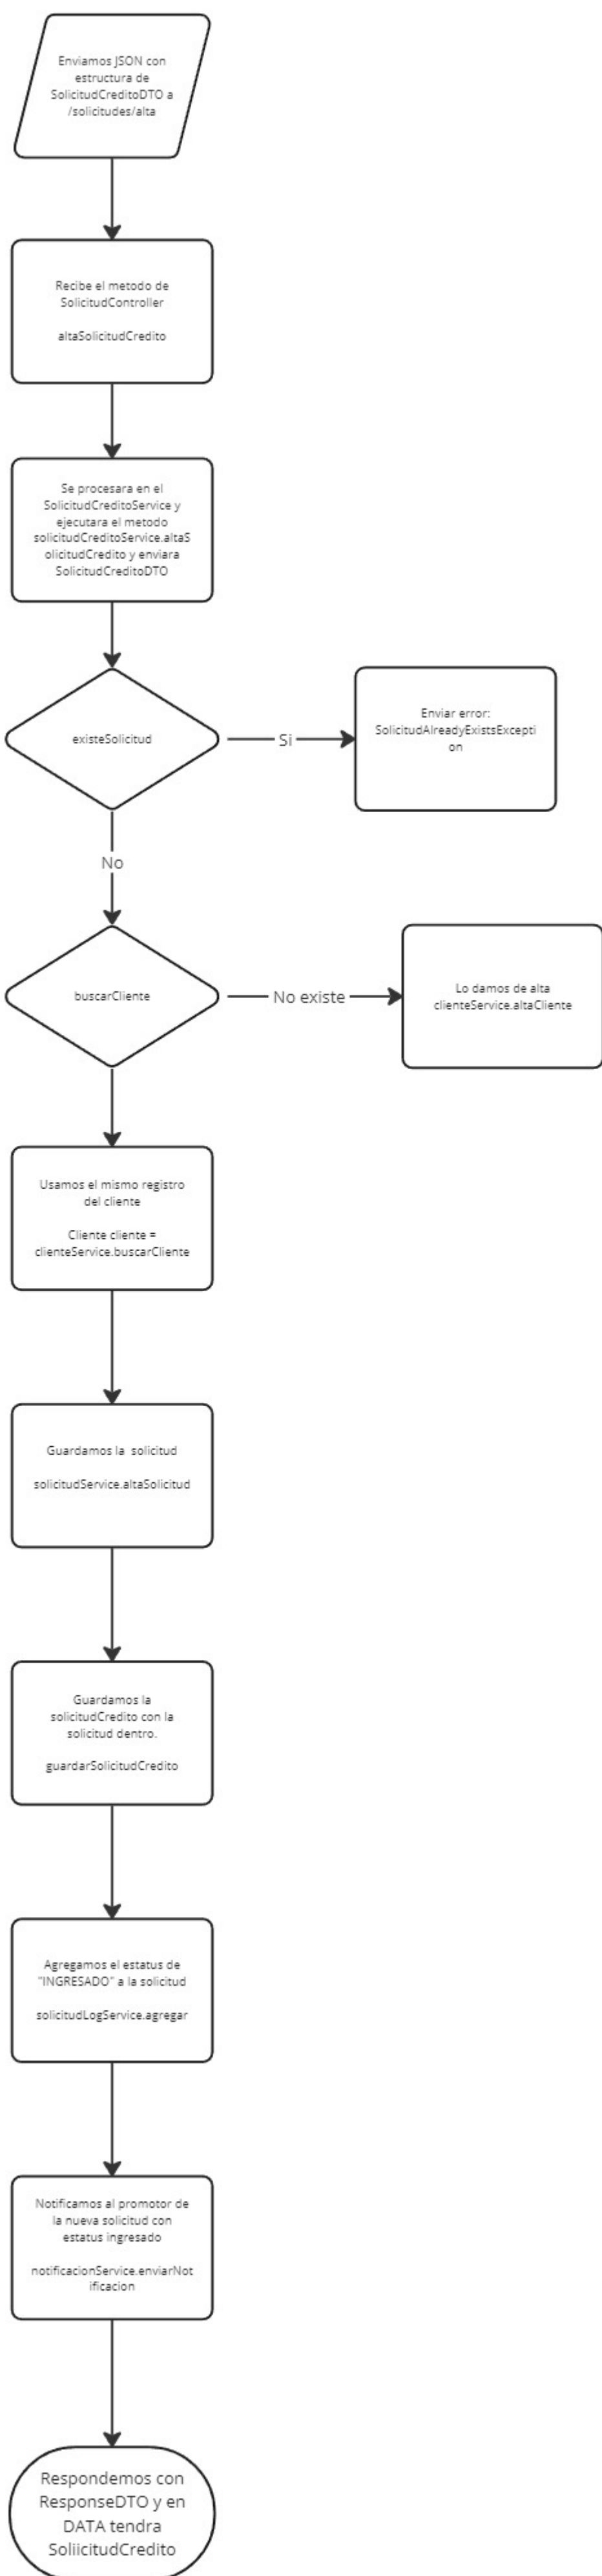 Enviamos JSON con
estructura de
SolicitudCreditoDTO a
/solicitudes/alta
Recibe el metodo de
SolicitudController
altaSolicitudCredito
Se procesara en el
SolicitudCreditoService y
ejecutara el metodo
solicitudCreditoService.altaS
olicitudCredito y enviara
SolicitudCreditoDTO
existeSolicitud
Si
Enviar error:
SolicitudAlreadyExistsExcepti
on
No
buscarCliente
No existe
Lo damos de alta
clienteService.altaCliente
Usamos el mismo registro
del cliente
Cliente cliente =
clienteService.buscarCliente
Guardamos la solicitud
solicitudService.altaSolicitud
Guardamos la
solicitudCredito con la
solicitud dentro.
guardarSolicitudCredito
Agregamos el estatus de
"INGRESADO" a la solicitud
solicitudLogService.agregar
Notificamos al promotor de
la nueva solicitud con
estatus ingresado
notificacionService.enviarNot
ificacion
Respondemos con
ResponseDTO y en
DATA tendra
SoliicitudCredito